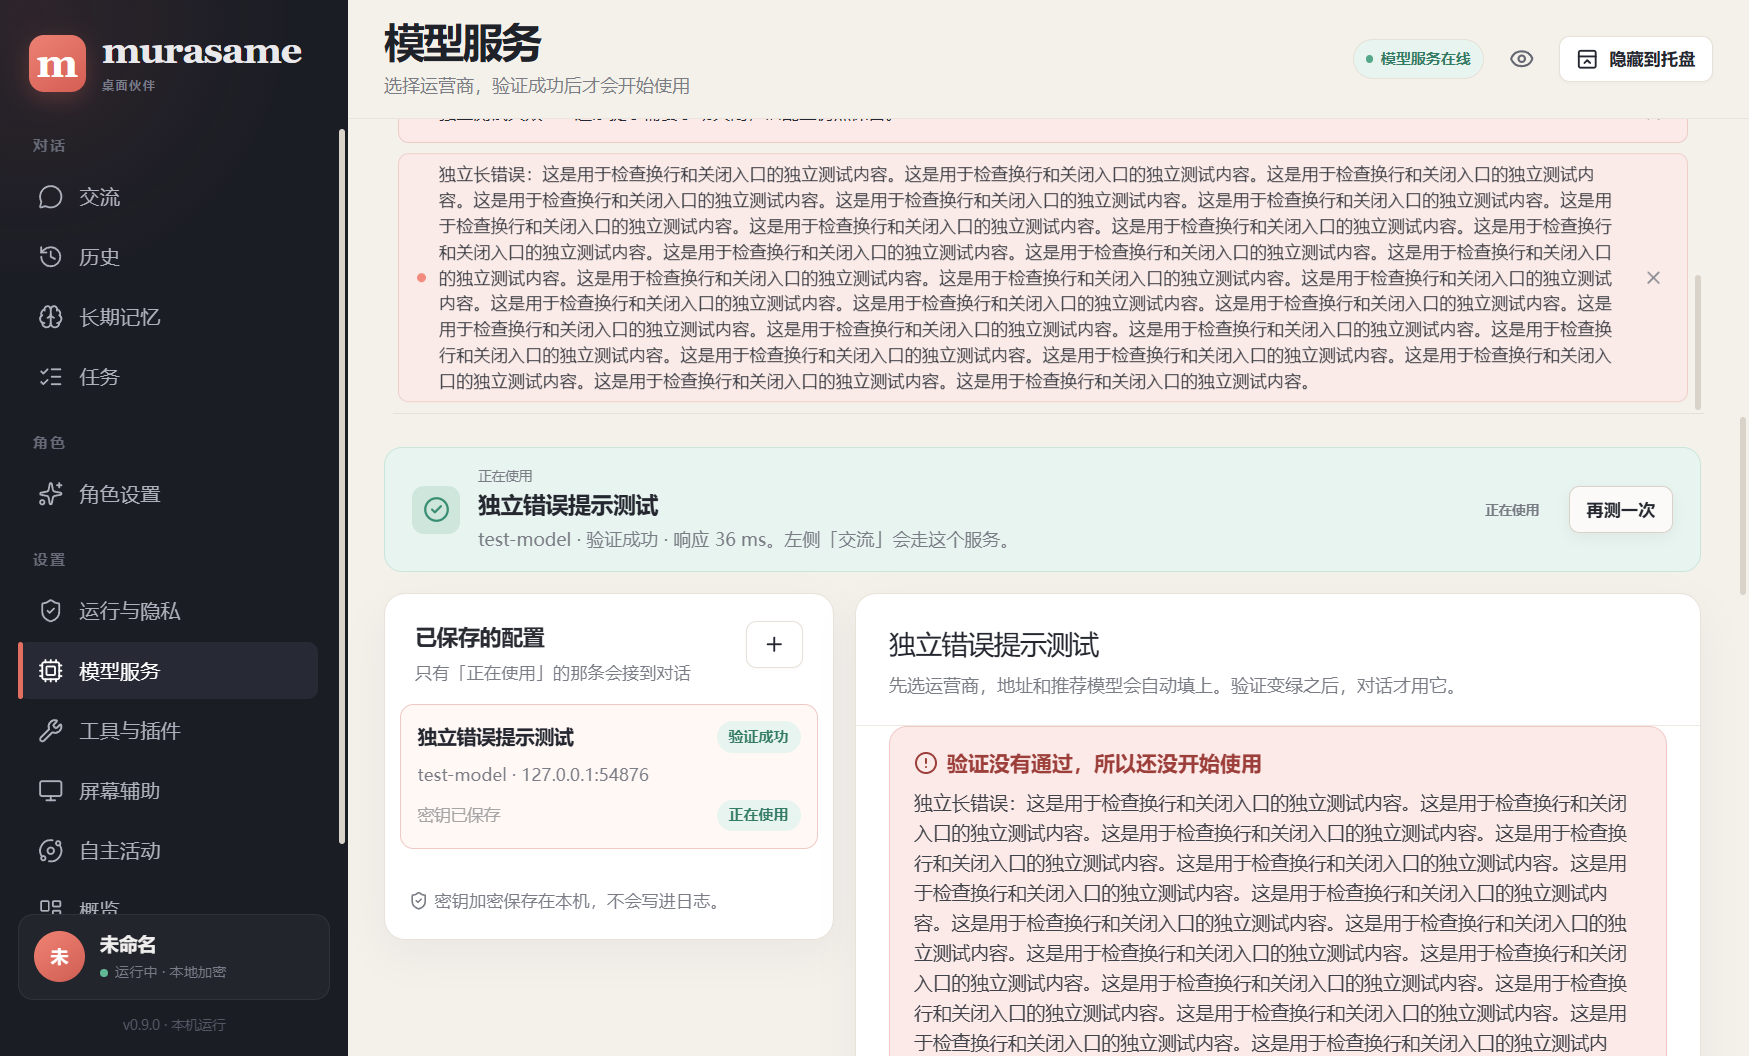 m
murasame
桌面伙伴
对话
交流
历史
长期记忆
任务
角色
角色设置
设置
运行与隐私
模型服务
工具与插件
屏幕辅助
自主活动
概览
未
未命名
运行中 · 本地加密
v0.9.0 · 本机运行
模型服务
选择运营商，验证成功后才会开始使用
模型服务在线
隐藏到托盘
独立长错误：这是用于检查换行和关闭入口的独立测试内容。这是用于检查换行和关闭入口的独立测试内容。这是用于检查换行和关闭入口的独立测试内
容。这是用于检查换行和关闭入口的独立测试内容。这是用于检查换行和关闭入口的独立测试内容。这是用于检查换行和关闭入口的独立测试内容。这是用
于检查换行和关闭入口的独立测试内容。这是用于检查换行和关闭入口的独立测试内容。这是用于检查换行和关闭入口的独立测试内容。这是用于检查换行
和关闭入口的独立测试内容。这是用于检查换行和关闭入口的独立测试内容。这是用于检查换行和关闭入口的独立测试内容。这是用于检查换行和关闭入口
的独立测试内容。这是用于检查换行和关闭入口的独立测试内容。这是用于检查换行和关闭入口的独立测试内容。这是用于检查换行和关闭入口的独立测试
内容。这是用于检查换行和关闭入口的独立测试内容。这是用于检查换行和关闭入口的独立测试内容。这是用于检查换行和关闭入口的独立测试内容。这是
用于检查换行和关闭入口的独立测试内容。这是用于检查换行和关闭入口的独立测试内容。这是用于检查换行和关闭入口的独立测试内容。这是用于检查换
行和关闭入口的独立测试内容。这是用于检查换行和关闭入口的独立测试内容。这是用于检查换行和关闭入口的独立测试内容。这是用于检查换行和关闭入
口的独立测试内容。这是用于检查换行和关闭入口的独立测试内容。这是用于检查换行和关闭入口的独立测试内容。
正在使用
独立错误提示测试
test-model · 验证成功 · 响应 36 ms。左侧「交流」会走这个服务。
正在使用
再测一次
已保存的配置
只有「正在使用」的那条会接到对话
独立错误提示测试
验证成功
test-model · 127.0.0.1:54876
密钥已保存
正在使用
密钥加密保存在本机，不会写进日志。
独立错误提示测试
先选运营商，地址和推荐模型会自动填上。验证变绿之后，对话才用它。
验证没有通过，所以还没开始使用
独立长错误：这是用于检查换行和关闭入口的独立测试内容。这是用于检查换行和关闭
入口的独立测试内容。这是用于检查换行和关闭入口的独立测试内容。这是用于检查换
行和关闭入口的独立测试内容。这是用于检查换行和关闭入口的独立测试内容。这是用
于检查换行和关闭入口的独立测试内容。这是用于检查换行和关闭入口的独立测试内
容。这是用于检查换行和关闭入口的独立测试内容。这是用于检查换行和关闭入口的独
立测试内容。这是用于检查换行和关闭入口的独立测试内容。这是用于检查换行和关闭
入口的独立测试内容。这是用于检查换行和关闭入口的独立测试内容。这是用于检查换
行和关闭入口的独立测试内容。这是用于检查换行和关闭入口的独立测试内容。这是用
于检查换行和关闭入口的独立测试内容。这是用于检查换行和关闭入口的独立测试内